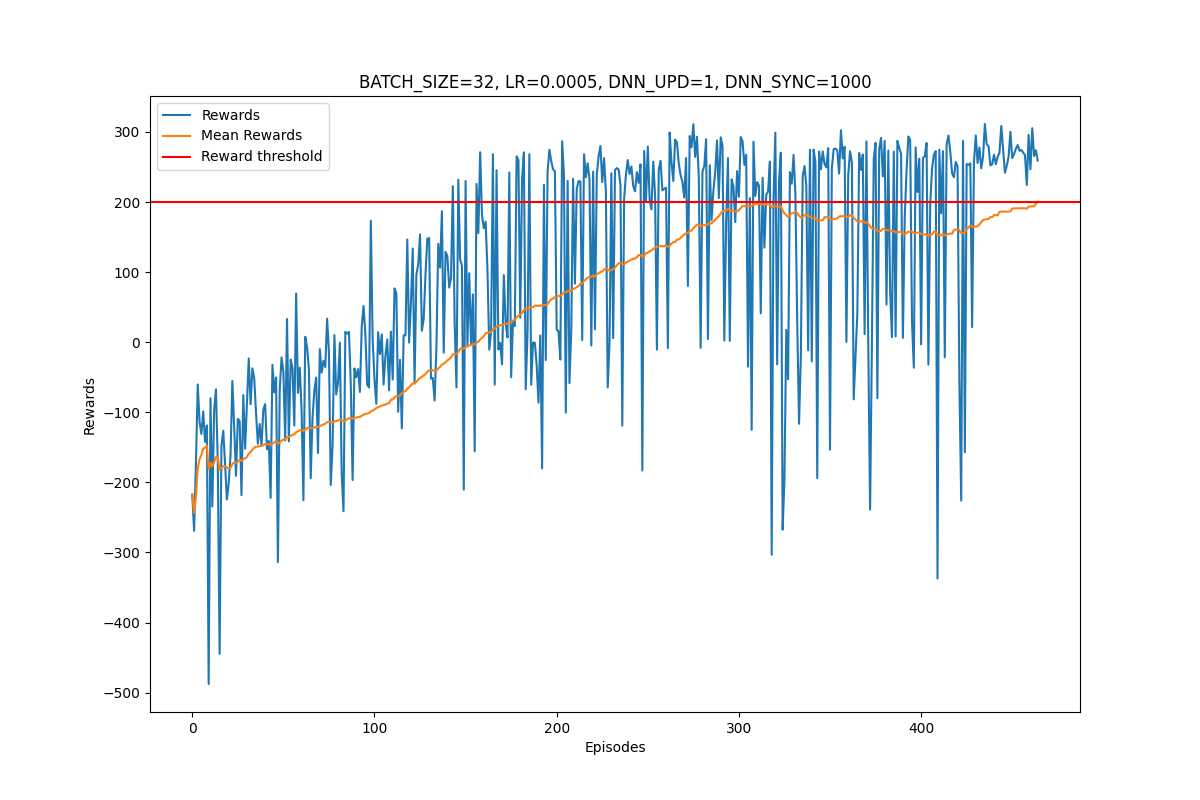 BATCH_SIZE=32, LR=0.0005, DNN_UPD=1, DNN_SYNC=1000
Rewards
Mean Rewards
Reward threshold
300
200
100
0
−100
−200
−300
−400
−500
Rewards
0 100 200 300 400
Episodes